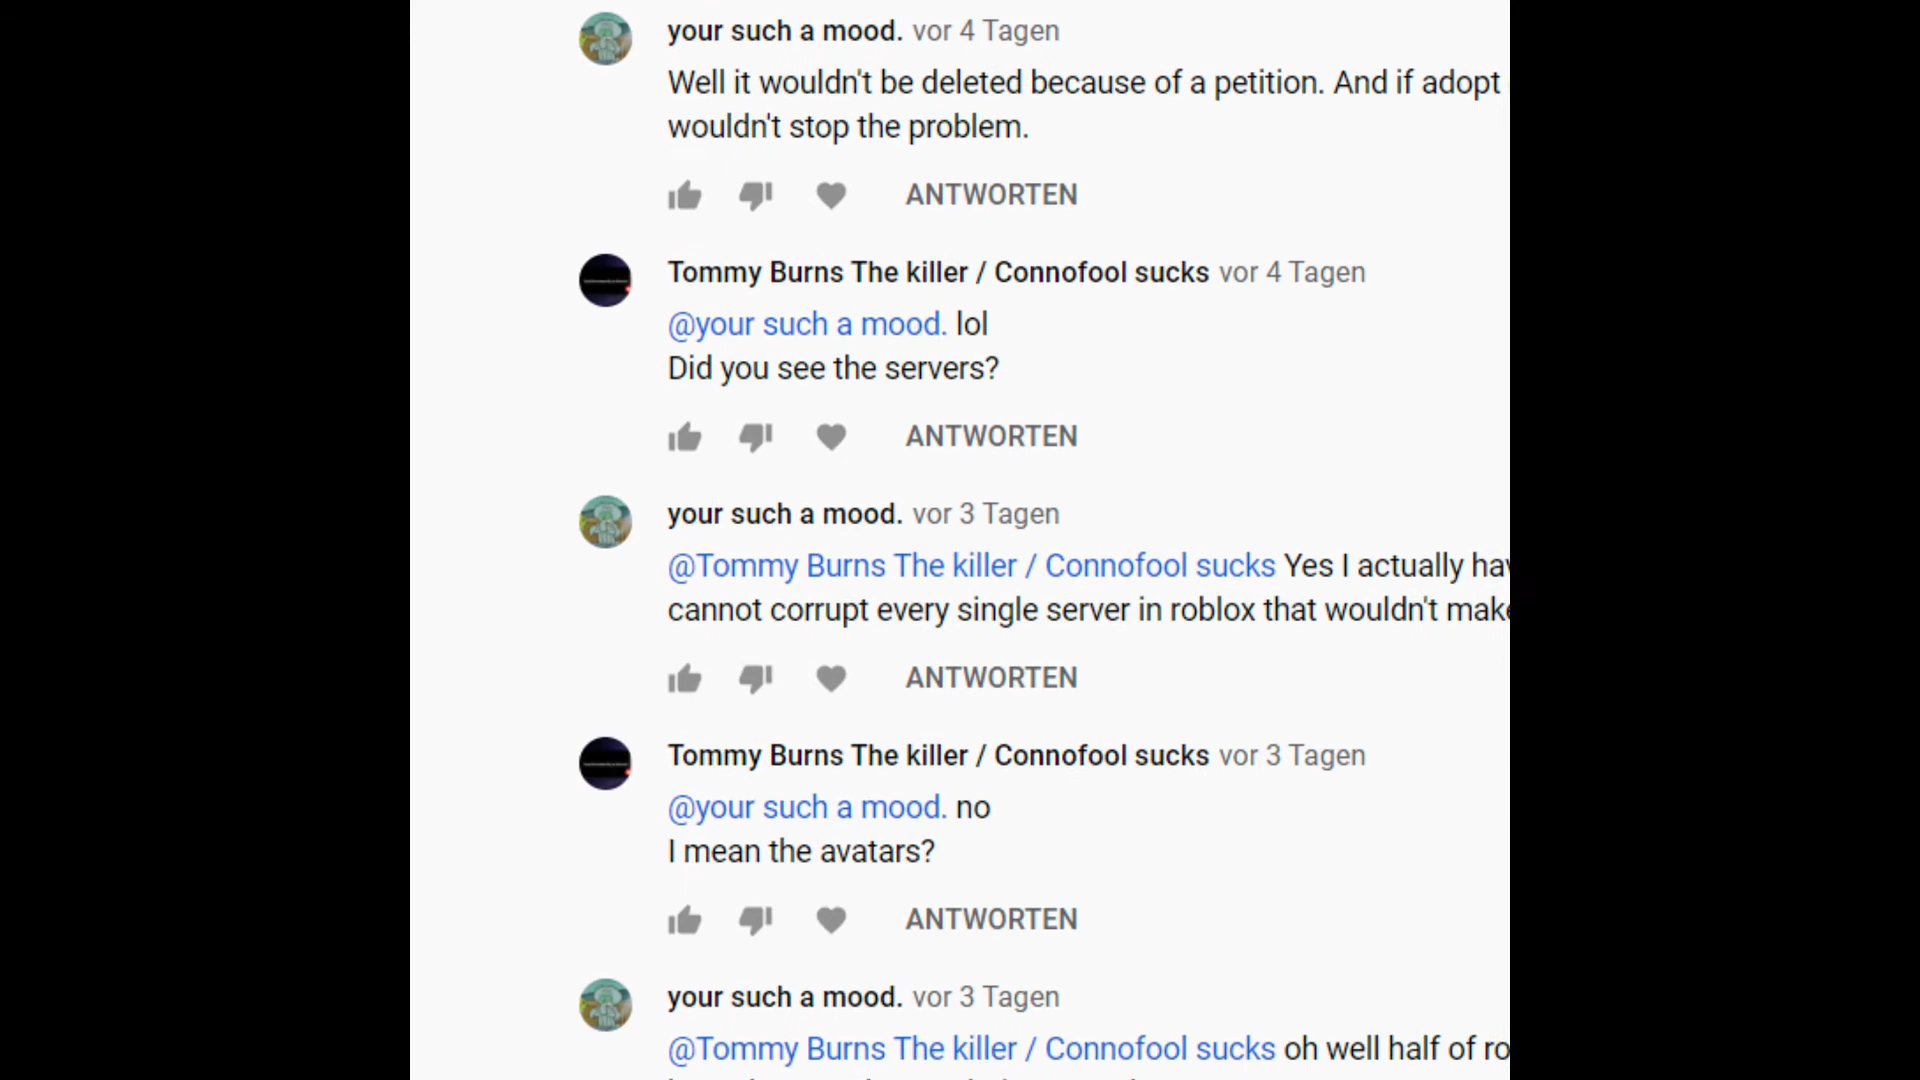 your such a mood. vor 4 Tagen
Well it wouldn't be deleted because of a petition. And if adopt
wouldn't stop the problem.
ANTWORTEN
Tommy Burns The killer / Connofool sucks vor 4 Tagen
@your such a mood. lol
Did you see the servers?
ANTWORTEN
your such a mood. vor 3 Tagen
@Tommy Burns The killer / Connofool sucks Yes I actually
cannot corrupt every single server in roblox that wouldn't
ANTWORTEN
Tommy Burns The killer / Connofool sucks vor 3 Tagen
@your such a mood. no
I mean the avatars?
ANTWORTEN
your such a mood. vor 3 Tagen
@Tommy Burns The killer / Connofool sucks oh well half of